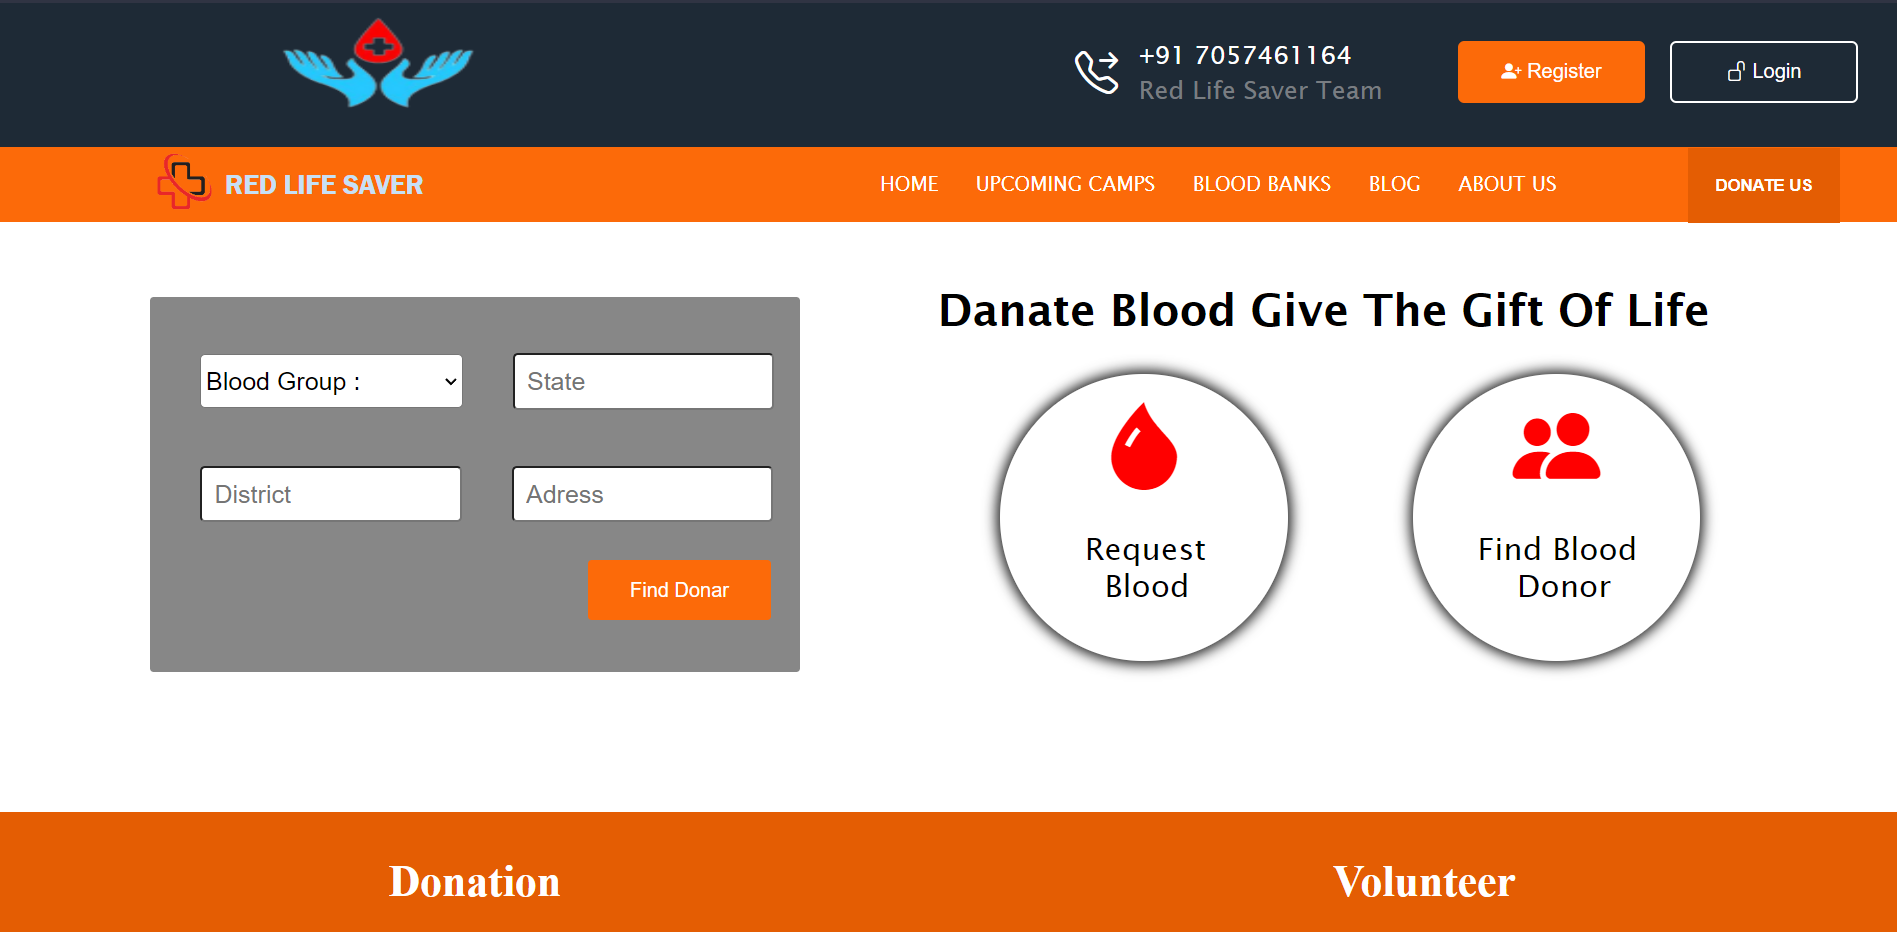 +91 7057461164
Red Life Saver Team
Register
Login
RED LIFE SAVER
HOME
UPCOMING CAMPS
BLOOD BANKS
BLOG
ABOUT US
DONATE US
Blood Group :
State
District
Adress
Find Donar
Danate Blood Give The Gift Of Life
Request
Blood
Find Blood
Donor
Donation
Volunteer